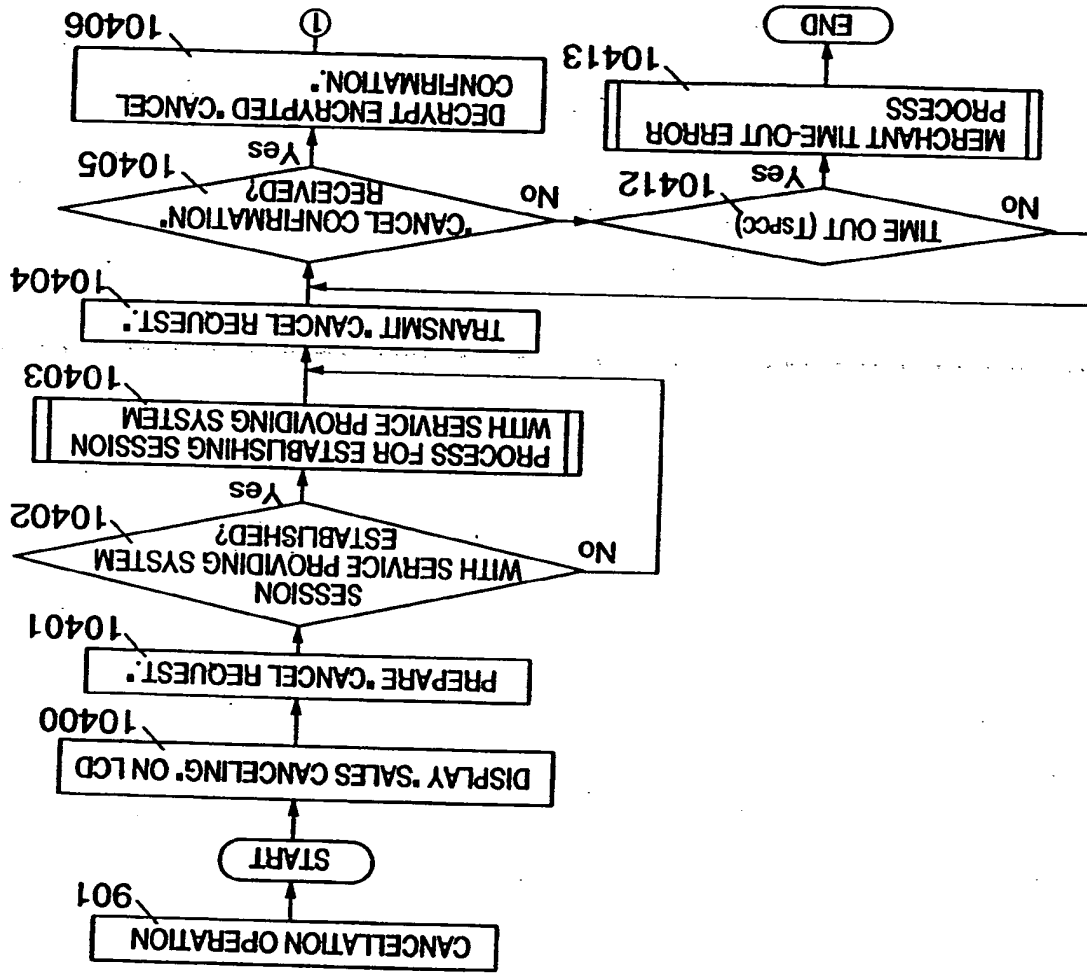 CANCELLATION OPERATION
901
START
DISPLAY "SALES CANCELING" ON LCD
10400
PREPARE "CANCEL REQUEST."
10401
SESSION
WITH SERVICE PROVIDING SYSTEM
ESTABLISHED?
10402
No
Yes
PROCESS FOR ESTABLISHING SESSION
WITH SERVICE PROVIDING SYSTEM
10403
TRANSMIT "CANCEL REQUEST."
10404
"CANCEL CONFIRMATION"
RECEIVED?
10405
No
Yes
TIME OUT (TSPCC)
10412
No
Yes
DECRYPT ENCRYPTED "CANCEL
CONFIRMATION".
10406
1
MERCHANT TIME-OUT ERROR
PROCESS
10413
END